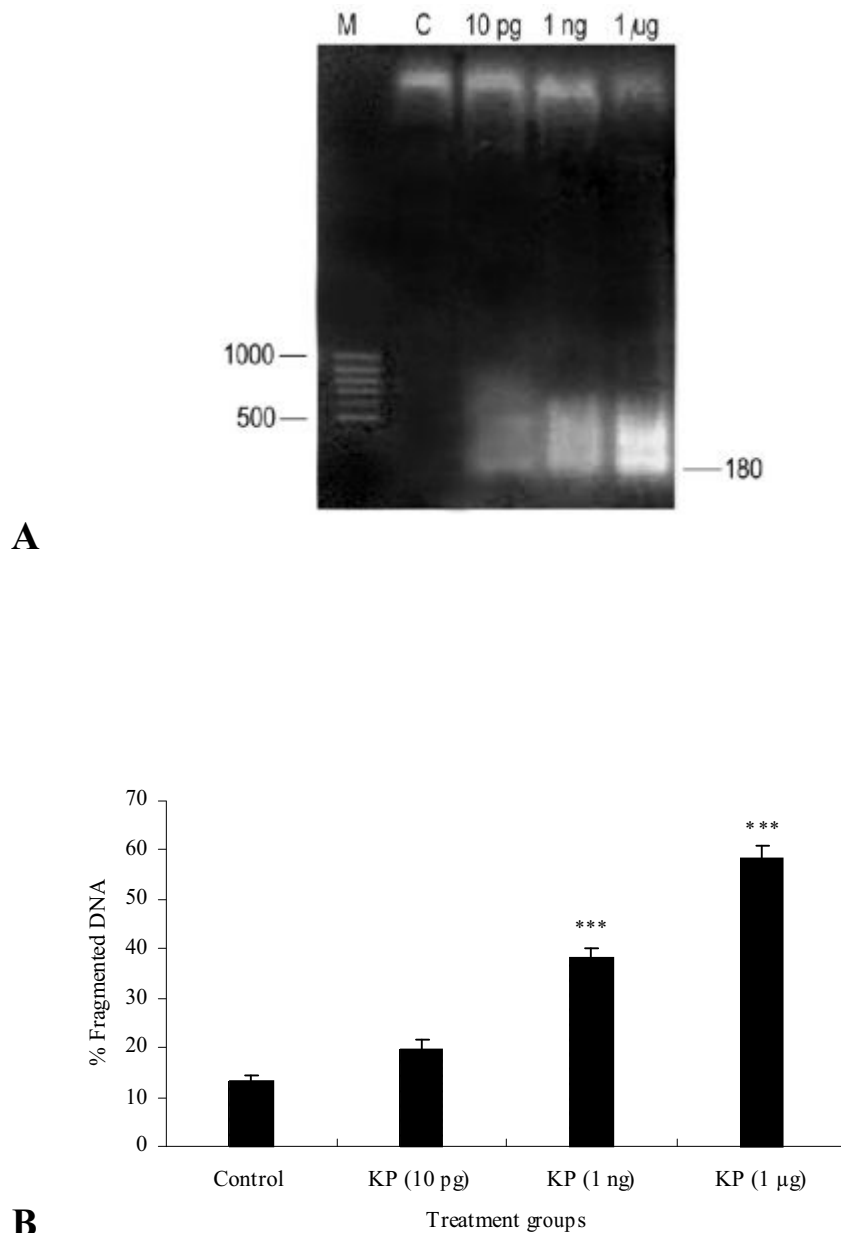 M C 10 pg 1 ng 1 µg
1000
500
180
A
70
60
50
40
30
20
10
0
% Fragmented DNA
***
***
Control KP (10 pg) KP (1 ng) KP (1 µg)
Treatment groups
B